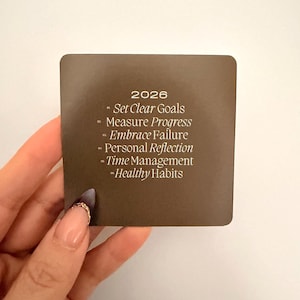 2026
- Set Clear Goals
- Measure Progress
- Embrace Failure
- Personal Reflection
- Time Management
- Healthy Habits